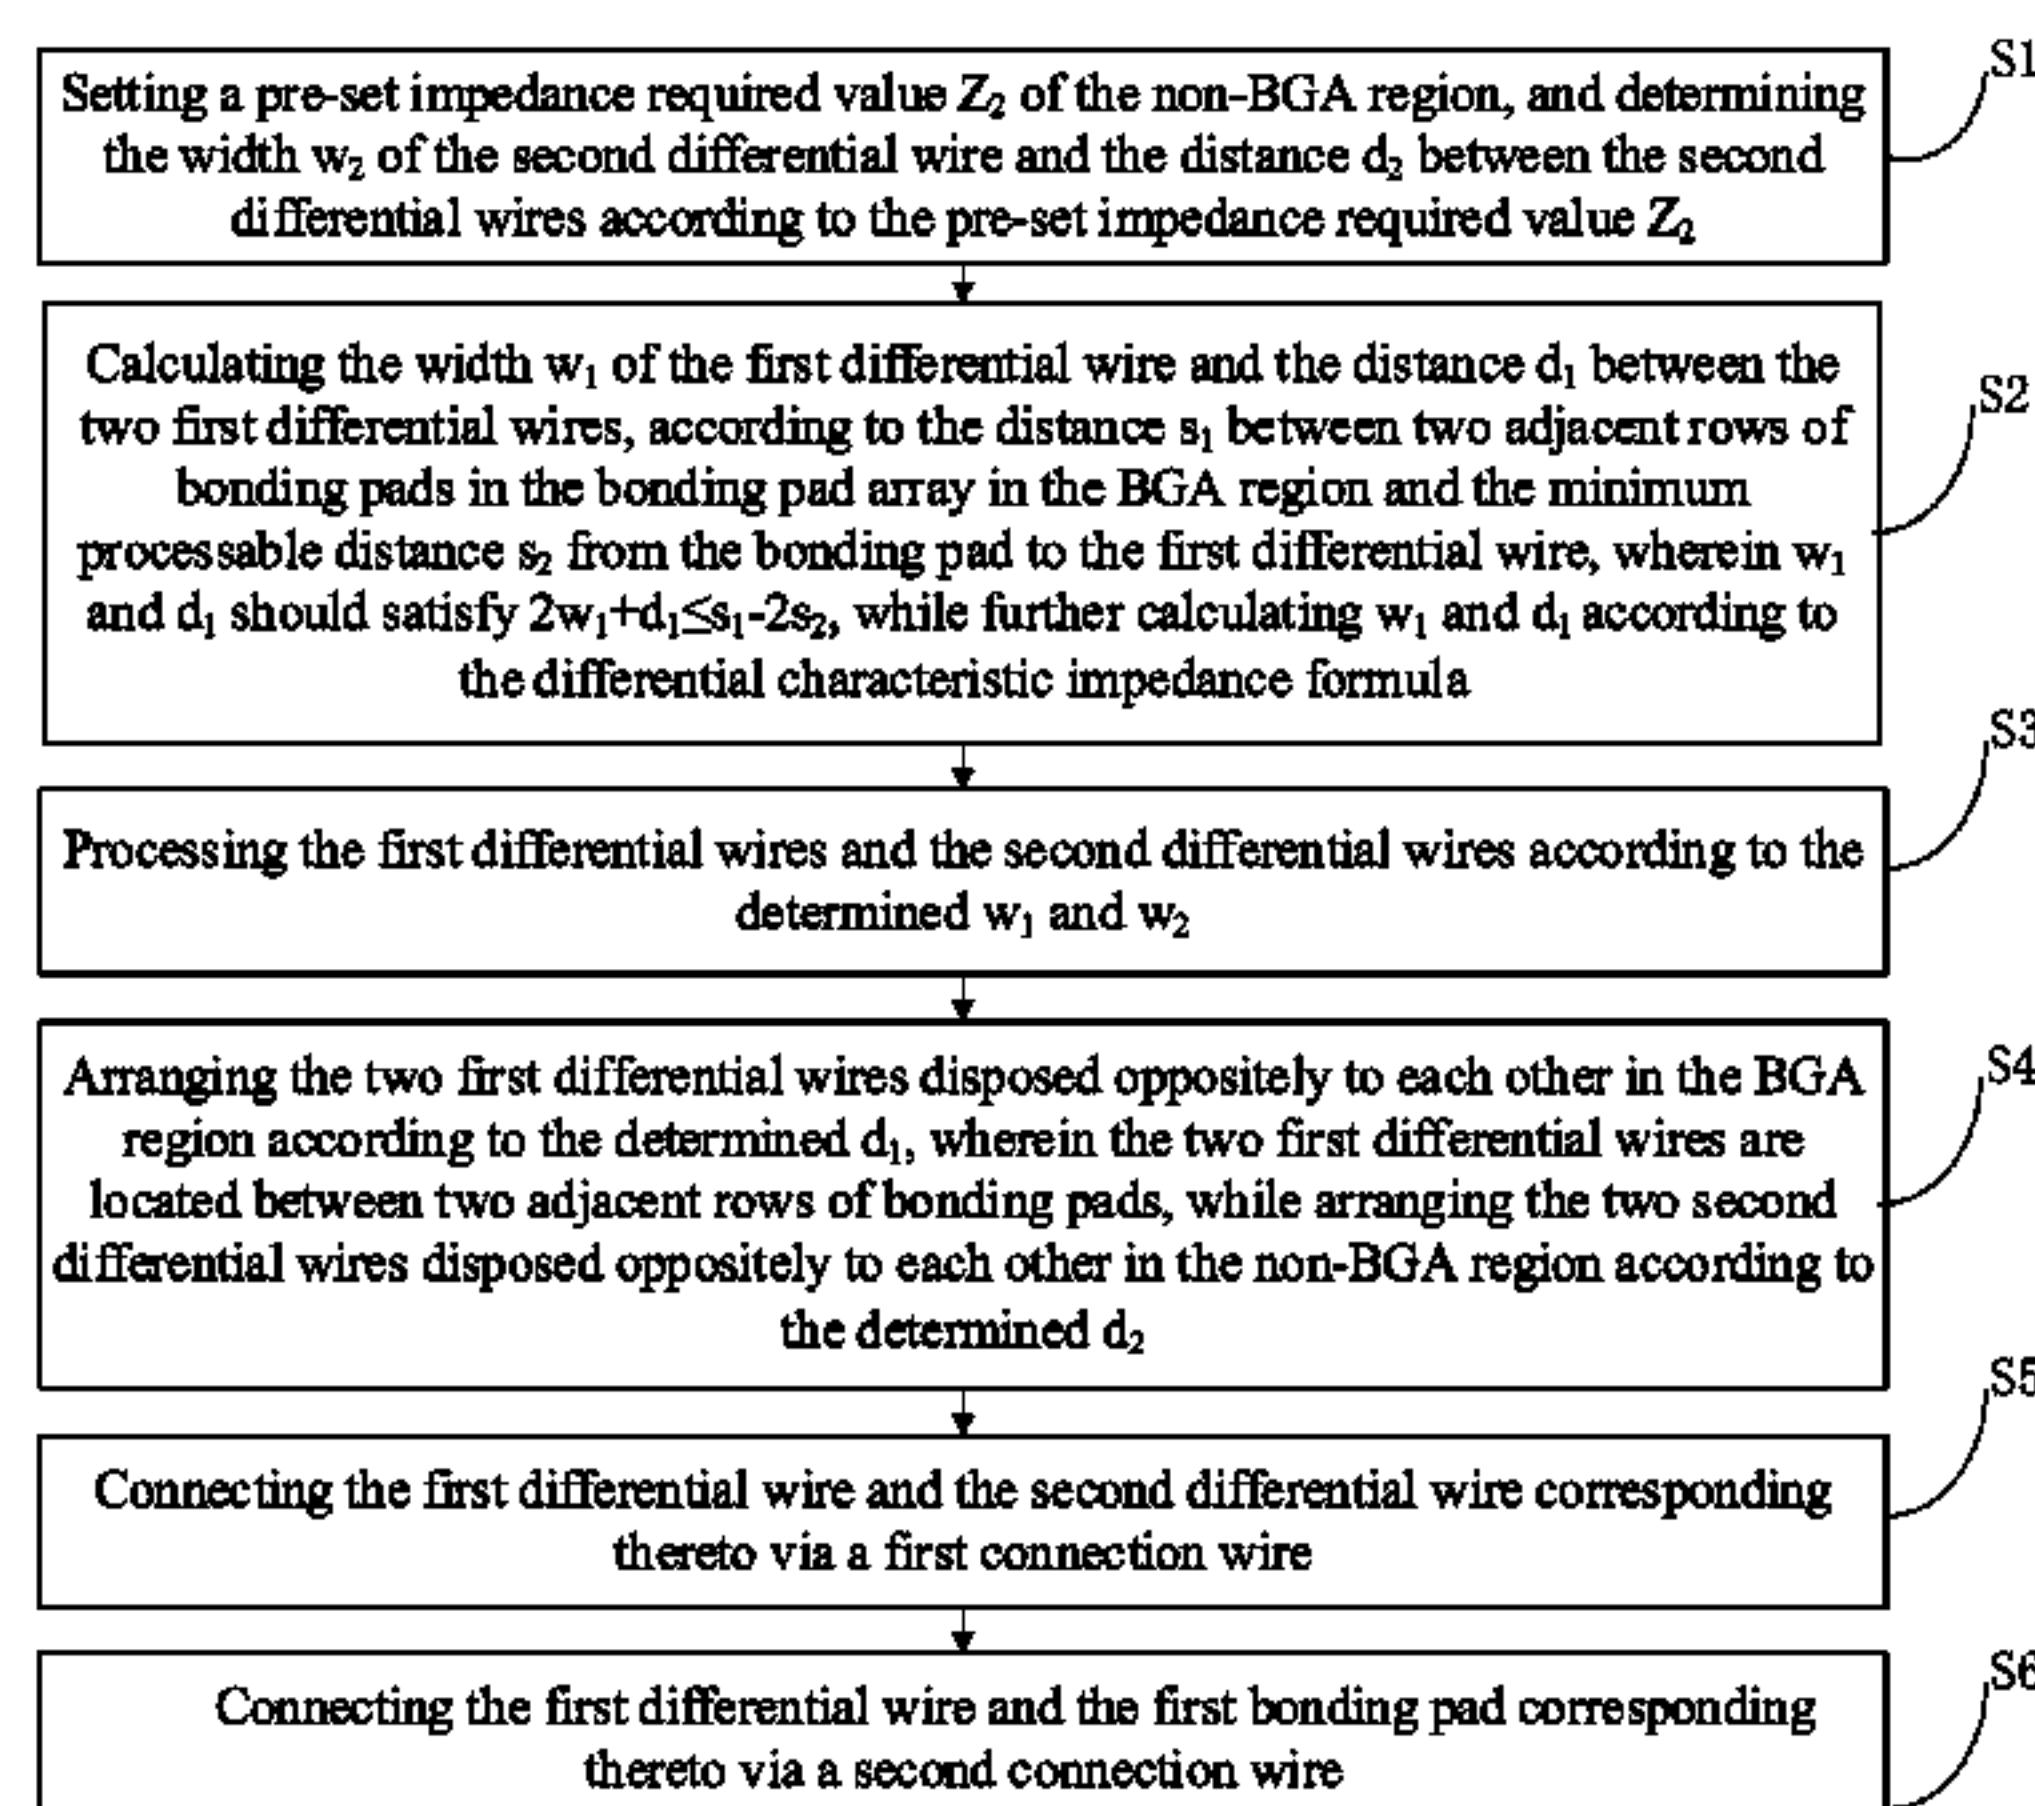 S1
Setting a pre-set impedance required value Z₂ of the non-BGA region, and determining
the width w₂ of the second differential wire and the distance d₂ between the second
differential wires according to the pre-set impedance required value Z₂
S2
Calculating the width w₁ of the first differential wire and the distance d₁ between the
two first differential wires, according to the distance s₁ between two adjacent rows of
bonding pads in the bonding pad array in the BGA region and the minimum
processable distance s₂ from the bonding pad to the first differential wire, wherein w₁
and d₁ should satisfy 2w₁+d₁≤s₁-2s₂, while further calculating w₁ and d₁ according to
the differential characteristic impedance formula
S3
Processing the first differential wires and the second differential wires according to the
determined w₁ and w₂
S4
Arranging the two first differential wires disposed oppositely to each other in the BGA
region according to the determined d₁, wherein the two first differential wires are
located between two adjacent rows of bonding pads, while arranging the two second
differential wires disposed oppositely to each other in the non-BGA region according to
the determined d₂
S5
Connecting the first differential wire and the second differential wire corresponding
thereto via a first connection wire
S6
Connecting the first differential wire and the first bonding pad corresponding
thereto via a second connection wire